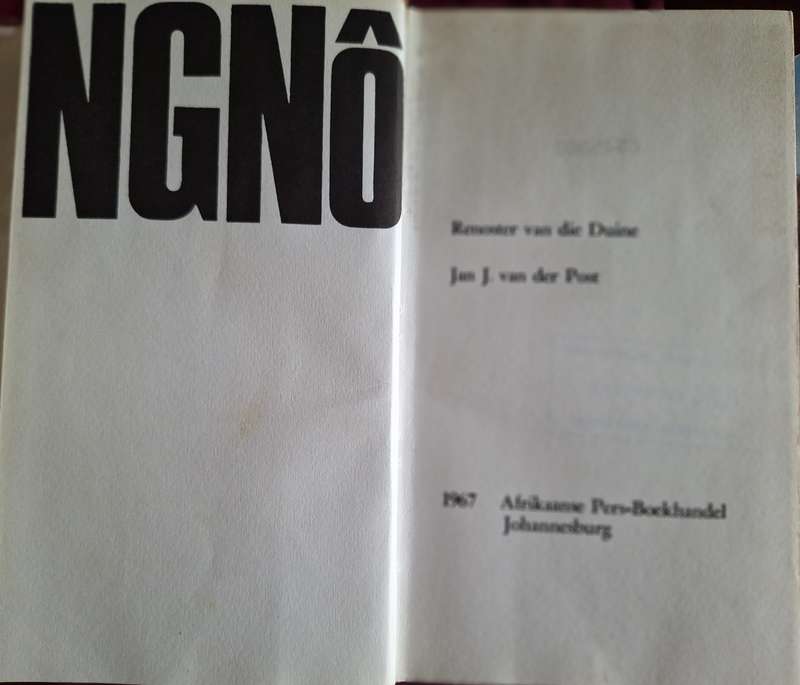 NGNÔ
Renoster van die Duine
Jan J. van der Post
1967 Afrikaanse Pers-Boekhandel
Johannesburg